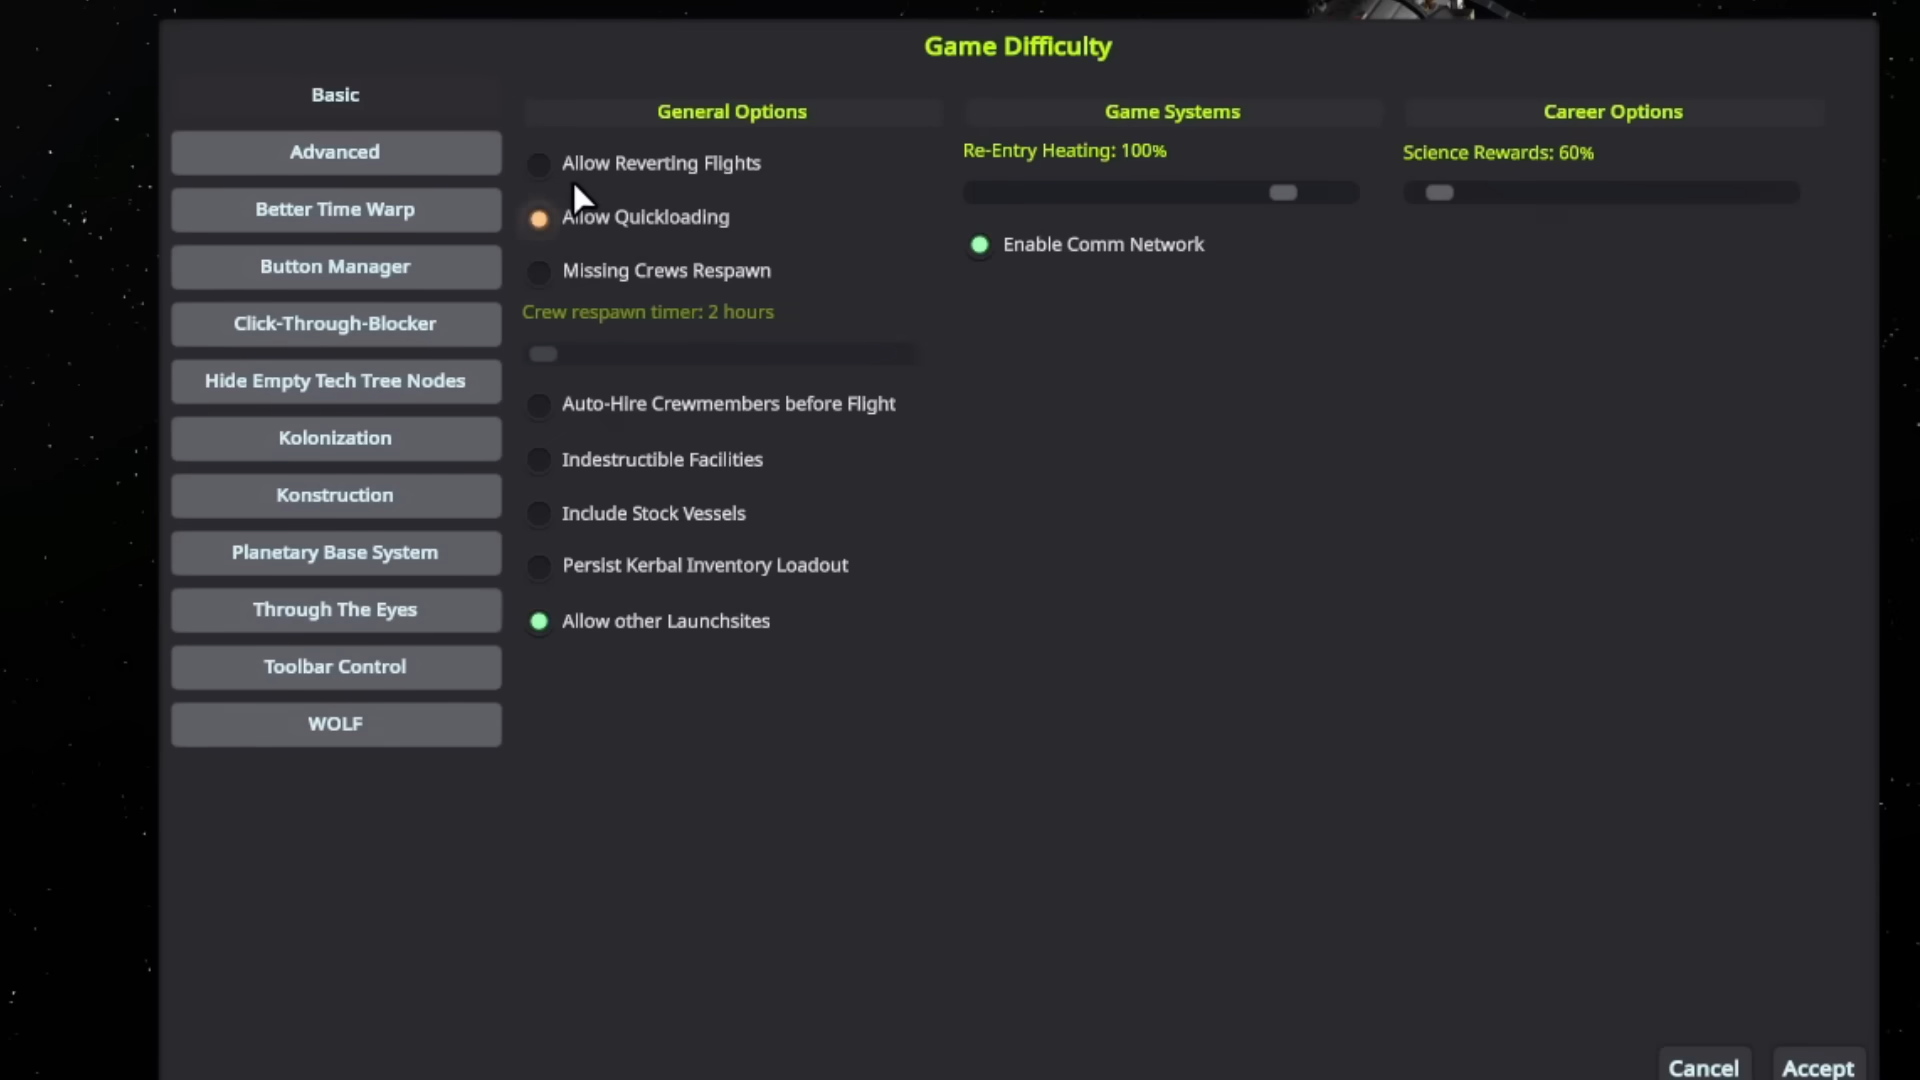 Game Difficulty
Basic
Advanced
Better Time Warp
Button Manager
Click-Through-Blocker
Hide Empty Tech Tree Nodes
Kolonization
Konstruction
Planetary Base System
Through The Eyes
Toolbar Control
WOLF
General Options
Allow Reverting Flights
Allow Quickloading
Missing Crews Respawn
Crew respawn timer: 2 hours
Auto-Hire Crewmembers before Flight
Indestructible Facilities
Include Stock Vessels
Persist Kerbal Inventory Loadout
Allow other Launchsites
Game Systems
Re-Entry Heating: 100%
Enable Comm Network
Career Options
Science Rewards: 60%
Cancel
Accept